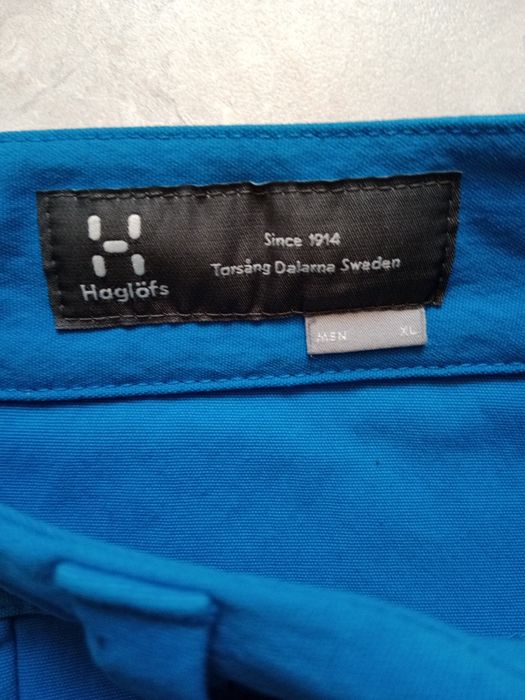 Since 1914
Torsång Dalarna Sweden
Haglöfs
MEN XL